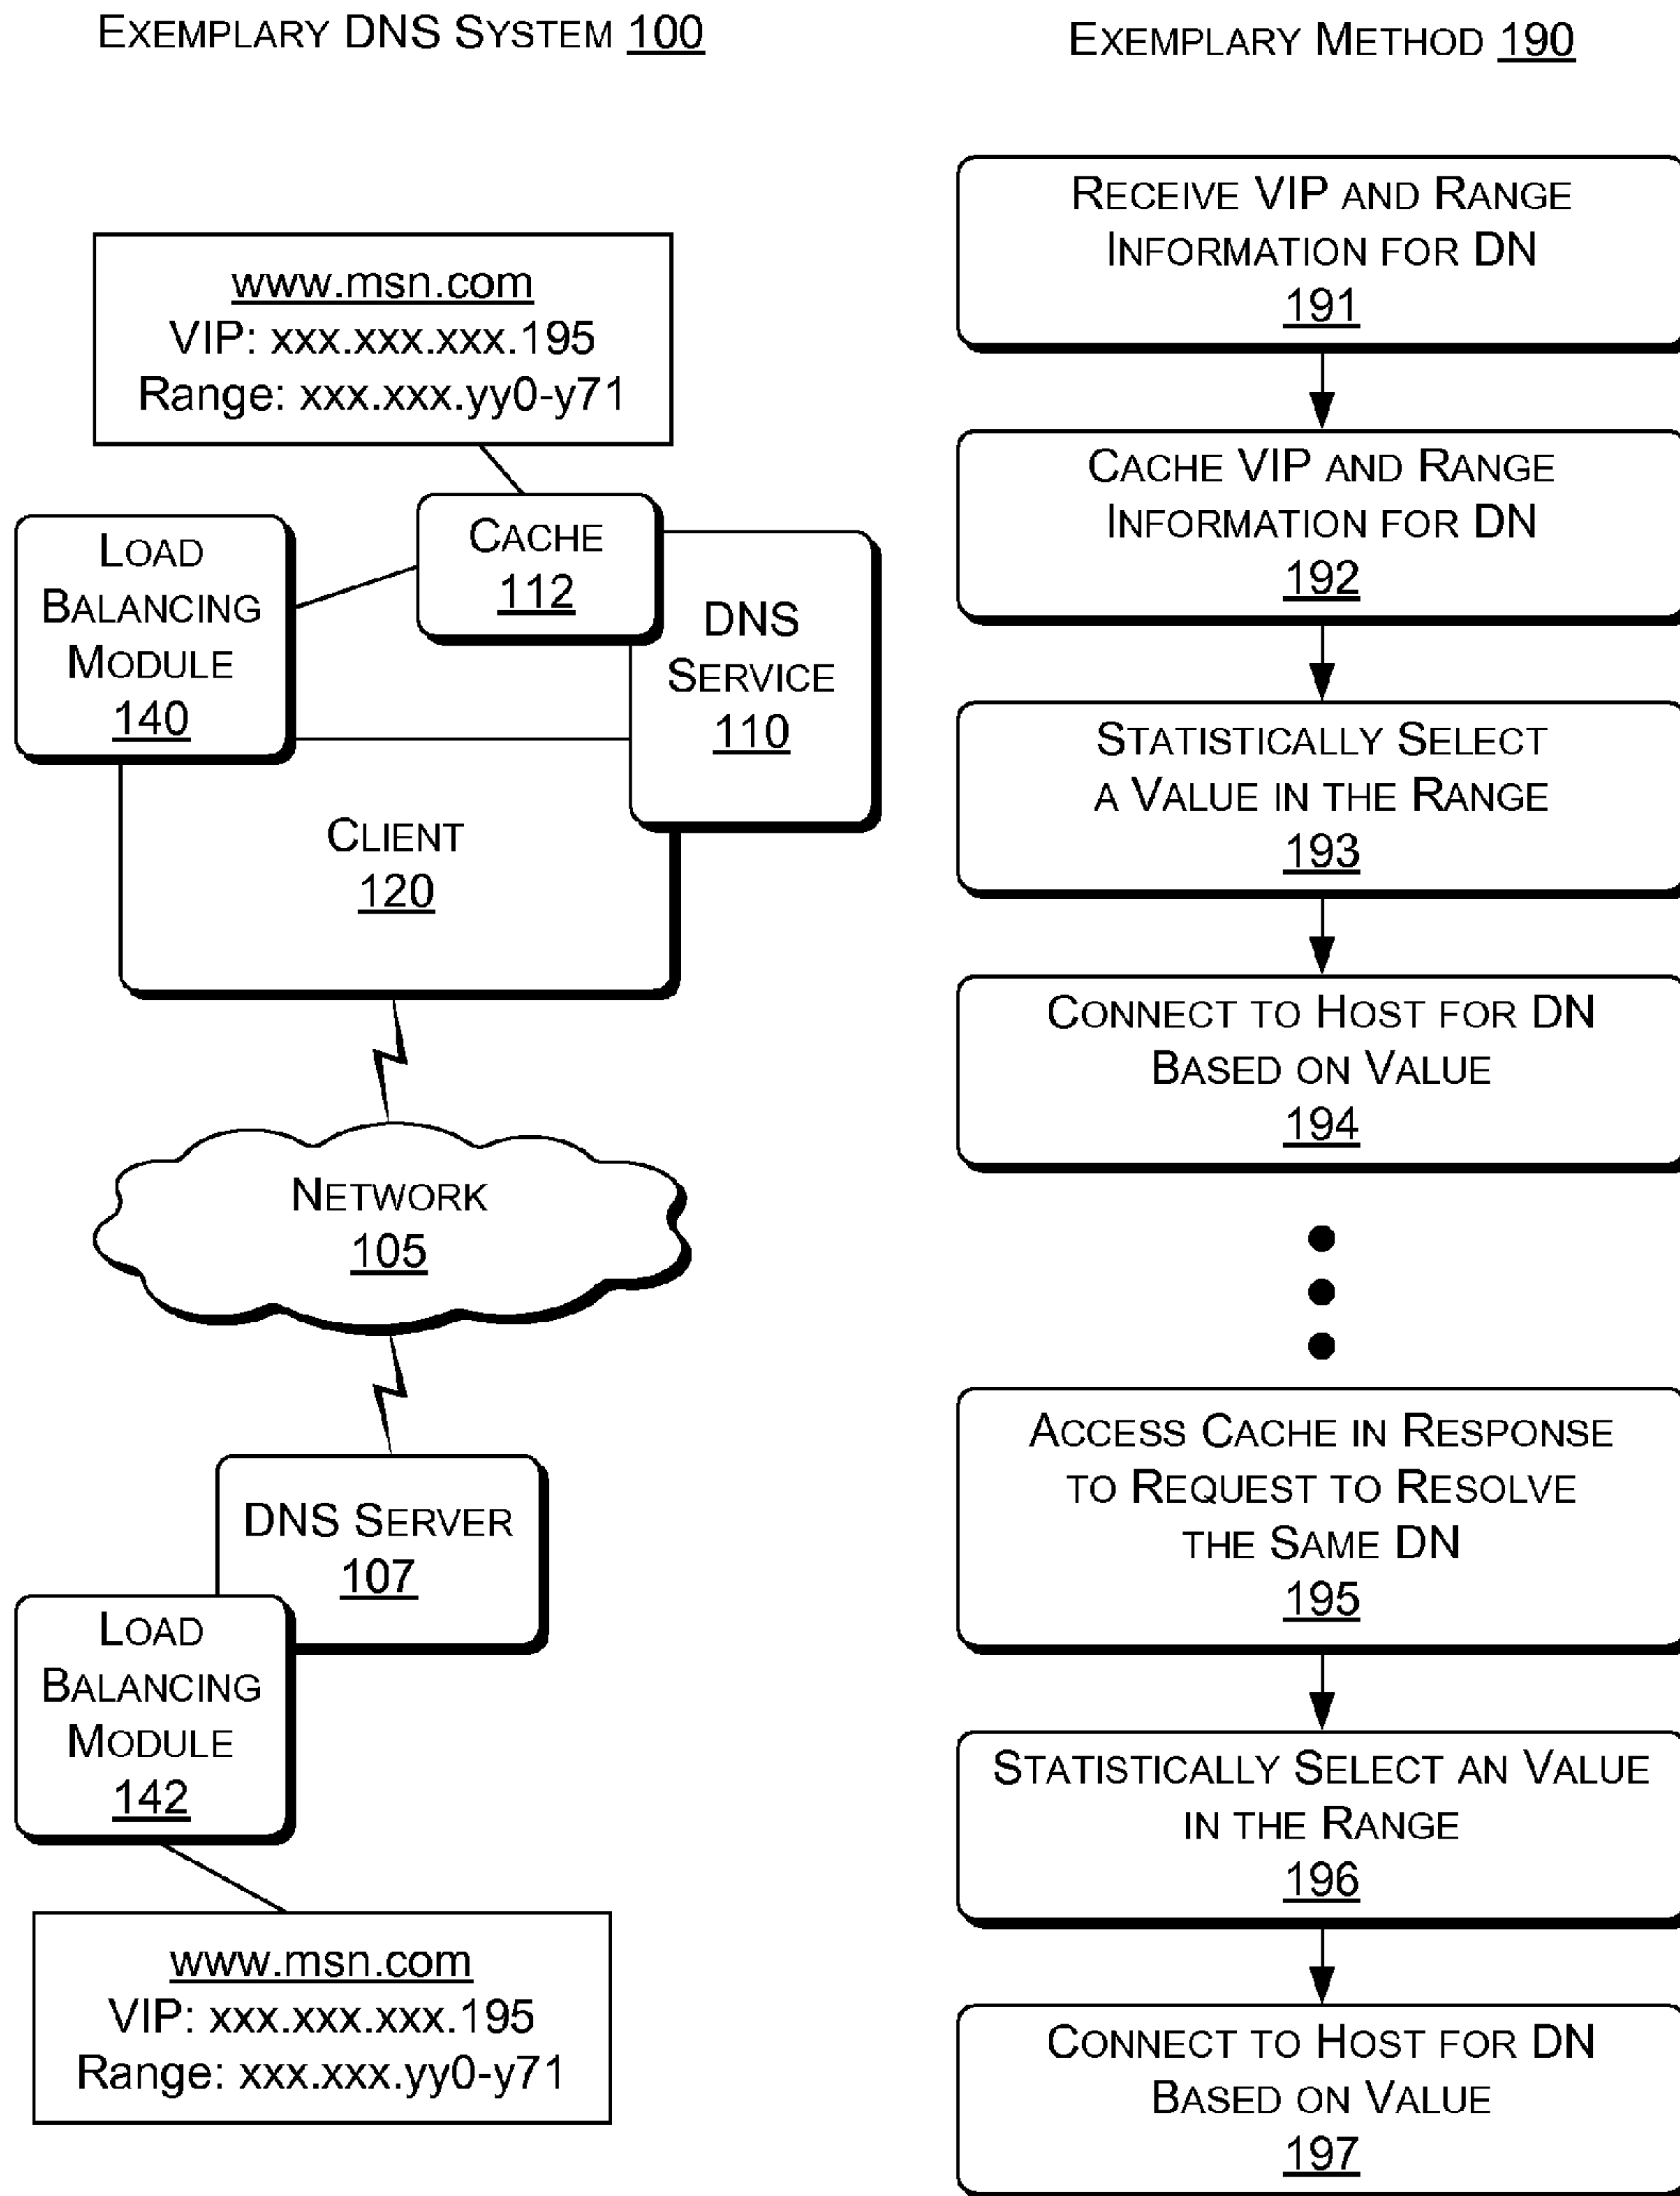 EXEMPLARY DNS SYSTEM 100
www.msn.com
VIP: xxx.xxx.xxx.195
Range: xxx.xxx.yy0-y71
CACHE
112
LOAD
BALANCING
MODULE
140
DNS
SERVICE
110
CLIENT
120
NETWORK
105
DNS SERVER
107
LOAD
BALANCING
MODULE
142
www.msn.com
VIP: xxx.xxx.xxx.195
Range: xxx.xxx.yy0-y71
EXEMPLARY METHOD 190
RECEIVE VIP AND RANGE
INFORMATION FOR DN
191
CACHE VIP AND RANGE
INFORMATION FOR DN
192
STATISTICALLY SELECT
A VALUE IN THE RANGE
193
CONNECT TO HOST FOR DN
BASED ON VALUE
194
ACCESS CACHE IN RESPONSE
TO REQUEST TO RESOLVE
THE SAME DN
195
STATISTICALLY SELECT AN VALUE
IN THE RANGE
196
CONNECT TO HOST FOR DN
BASED ON VALUE
197